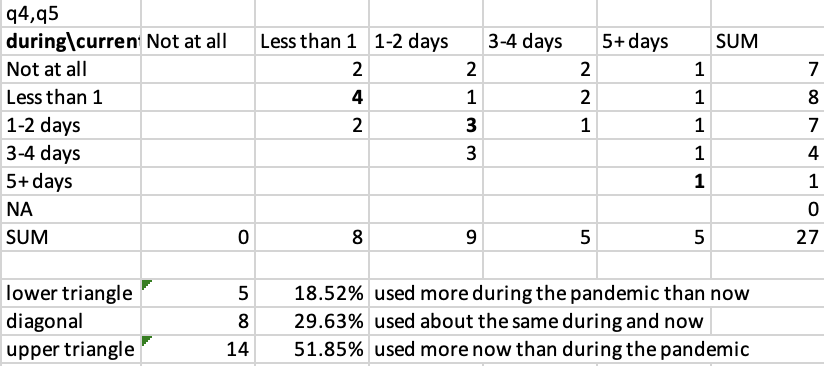 q4,q5
during\current Not at all Less than 1 1-2 days 3-4 days 5+ days SUM
Not at all 2 2 2 1 7
Less than 1 4 1 2 1 8
1-2 days 2 3 1 1 7
3-4 days 3 1 4
5+ days 1 1
NA 0
SUM 0 8 9 5 5 27
lower triangle 5 18.52% used more during the pandemic than now
diagonal 8 29.63% used about the same during and now
upper triangle 14 51.85% used more now than during the pandemic